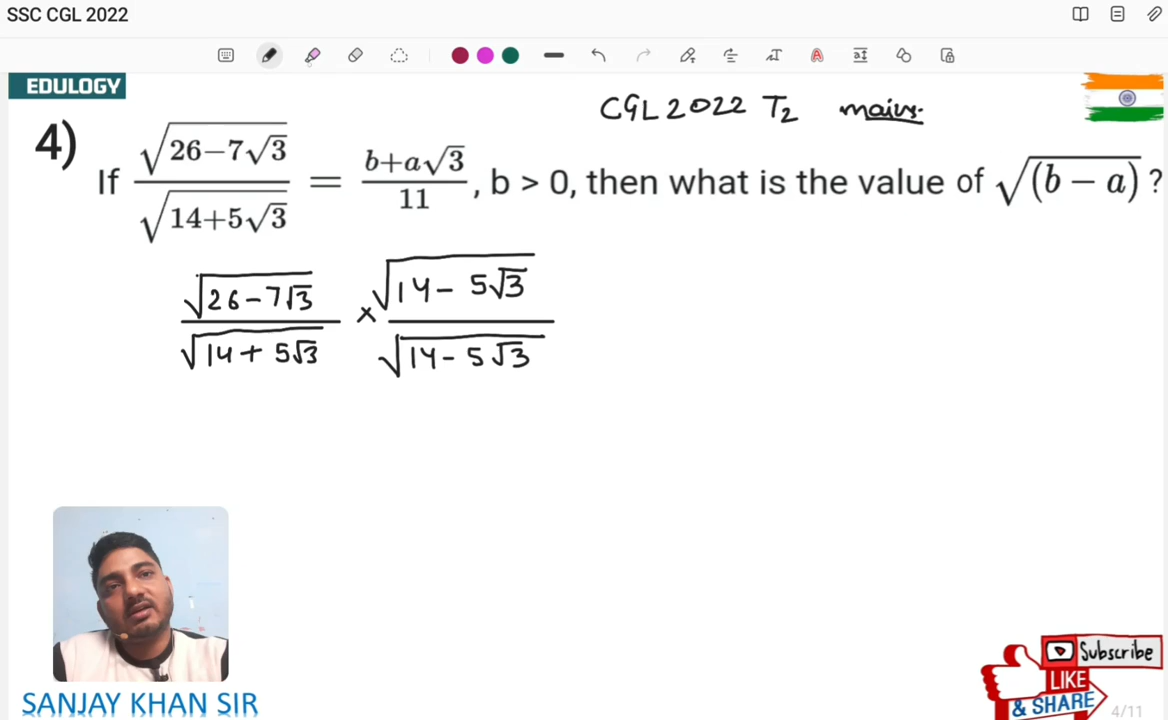 SSC CGL 2022
EDULOGY
CGL 2022 T2 mains.
4) If √(26−7√3) / √(14+5√3) = (b+a√3) / 11 , b > 0, then what is the value of √(b − a) ?
√(26−7√3) / √(14+5√3) × √(14−5√3) / √(14−5√3)
Subscribe
LIKE
& SHARE
SANJAY KHAN SIR
4/11